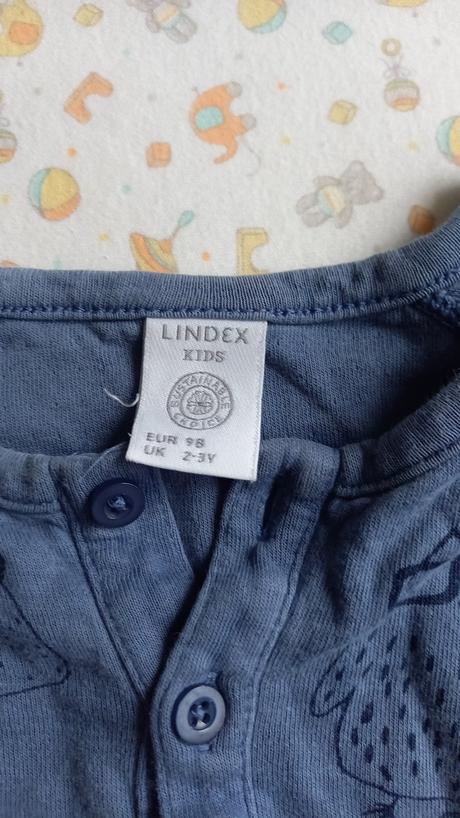 LINDEX
KIDS
SUSTAINABLE
CHOICE
EUR 98
UK 2-3Y